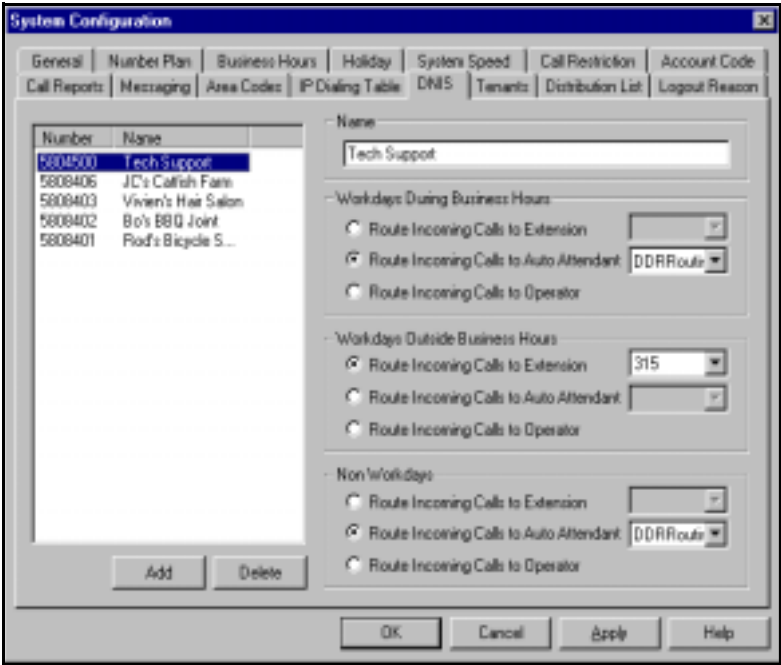 System Configuration
General Number Plan Business Hours Holiday System Speed Call Restriction Account Code
Call Reports Messaging Area Codes IP Dialing Table DNIS Tenants Distribution List Logout Reason
Number Name
5804500 Tech Support
5808406 JC's Catfish Farm
5808403 Vivien's Hair Salon
5808402 Bo's BBQ Joint
5808401 Rod's Bicycle S...
Add Delete
Name
Tech Support
Workdays During Business Hours
Route Incoming Calls to Extension
Route Incoming Calls to Auto Attendant DDRRoutin
Route Incoming Calls to Operator
Workdays Outside Business Hours
Route Incoming Calls to Extension 315
Route Incoming Calls to Auto Attendant
Route Incoming Calls to Operator
Non Workdays
Route Incoming Calls to Extension
Route Incoming Calls to Auto Attendant DDRRoutin
Route Incoming Calls to Operator
OK Cancel Apply Help